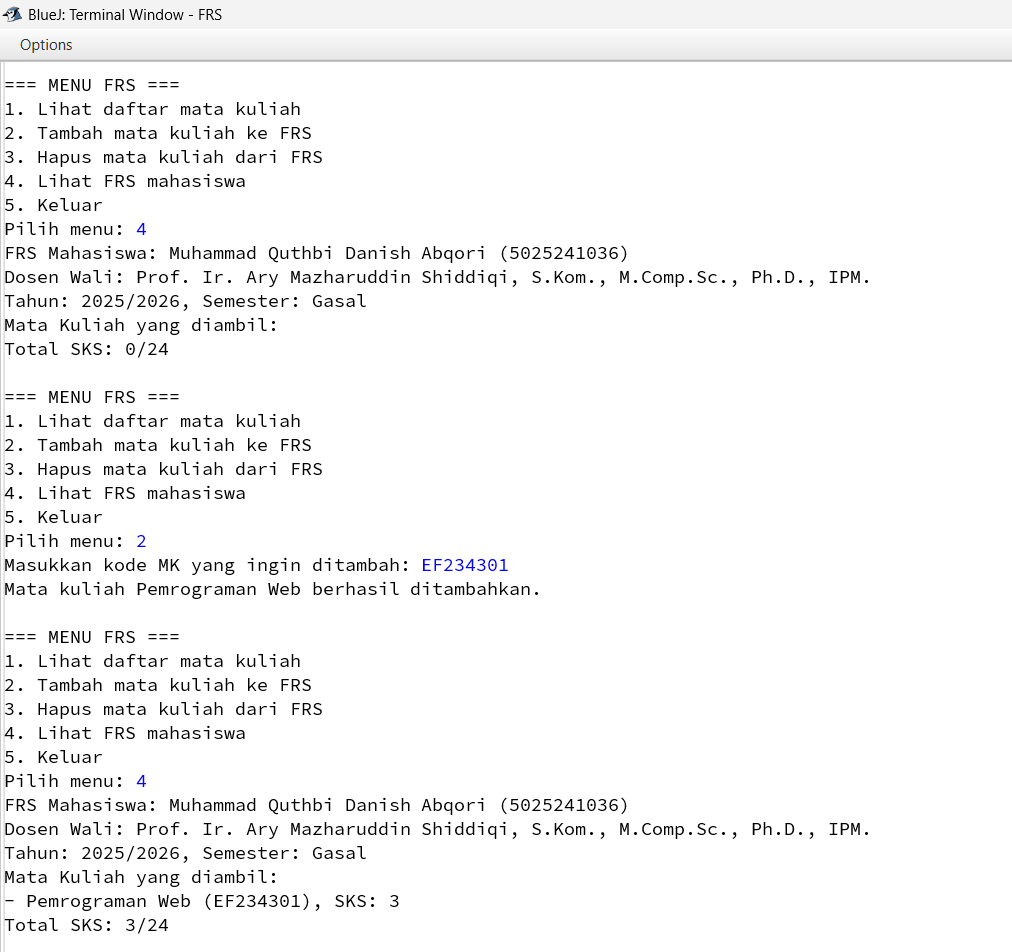 BlueJ: Terminal Window - FRS
Options
=== MENU FRS ===
1. Lihat daftar mata kuliah
2. Tambah mata kuliah ke FRS
3. Hapus mata kuliah dari FRS
4. Lihat FRS mahasiswa
5. Keluar
Pilih menu: 4
FRS Mahasiswa: Muhammad Quthbi Danish Abqori (5025241036)
Dosen Wali: Prof. Ir. Ary Mazharuddin Shiddiqi, S.Kom., M.Comp.Sc., Ph.D., IPM.
Tahun: 2025/2026, Semester: Gasal
Mata Kuliah yang diambil:
Total SKS: 0/24
=== MENU FRS ===
1. Lihat daftar mata kuliah
2. Tambah mata kuliah ke FRS
3. Hapus mata kuliah dari FRS
4. Lihat FRS mahasiswa
5. Keluar
Pilih menu: 2
Masukkan kode MK yang ingin ditambah: EF234301
Mata kuliah Pemrograman Web berhasil ditambahkan.
=== MENU FRS ===
1. Lihat daftar mata kuliah
2. Tambah mata kuliah ke FRS
3. Hapus mata kuliah dari FRS
4. Lihat FRS mahasiswa
5. Keluar
Pilih menu: 4
FRS Mahasiswa: Muhammad Quthbi Danish Abqori (5025241036)
Dosen Wali: Prof. Ir. Ary Mazharuddin Shiddiqi, S.Kom., M.Comp.Sc., Ph.D., IPM.
Tahun: 2025/2026, Semester: Gasal
Mata Kuliah yang diambil:
- Pemrograman Web (EF234301), SKS: 3
Total SKS: 3/24